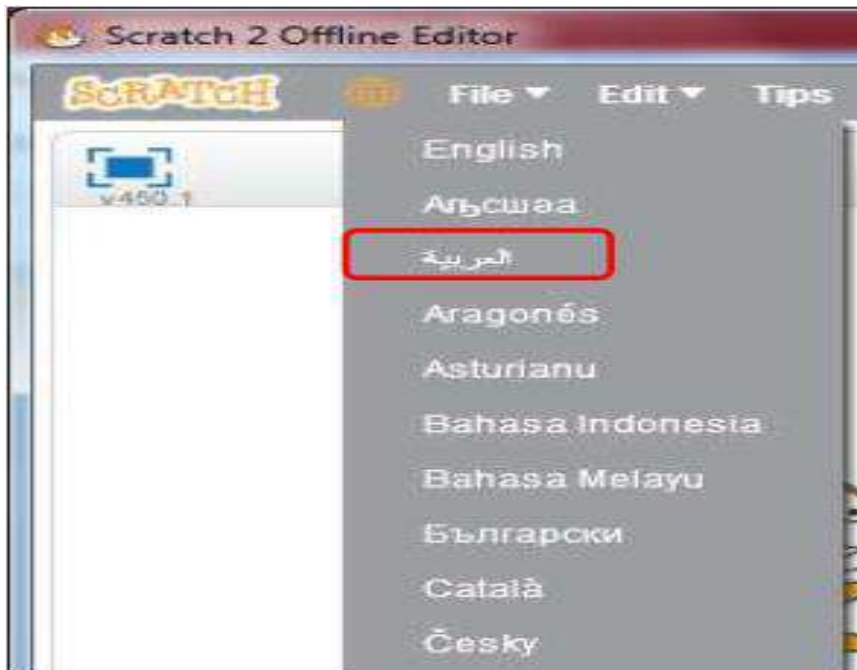 Scratch 2 Offline Editor
SCRATCH File Edit Tips
v450.1
English
Аҧсшәа
العربية
Aragonés
Asturianu
Bahasa Indonesia
Bahasa Melayu
Български
Català
Česky